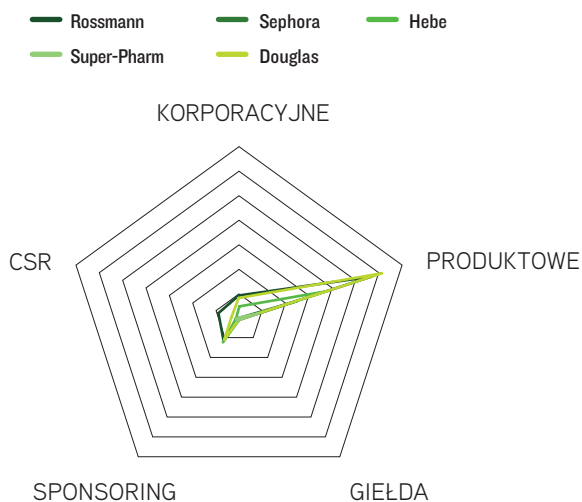 Rossmann Sephora Hebe
Super-Pharm Douglas
KORPORACYJNE
CSR PRODUKTOWE
SPONSORING GIEŁDA